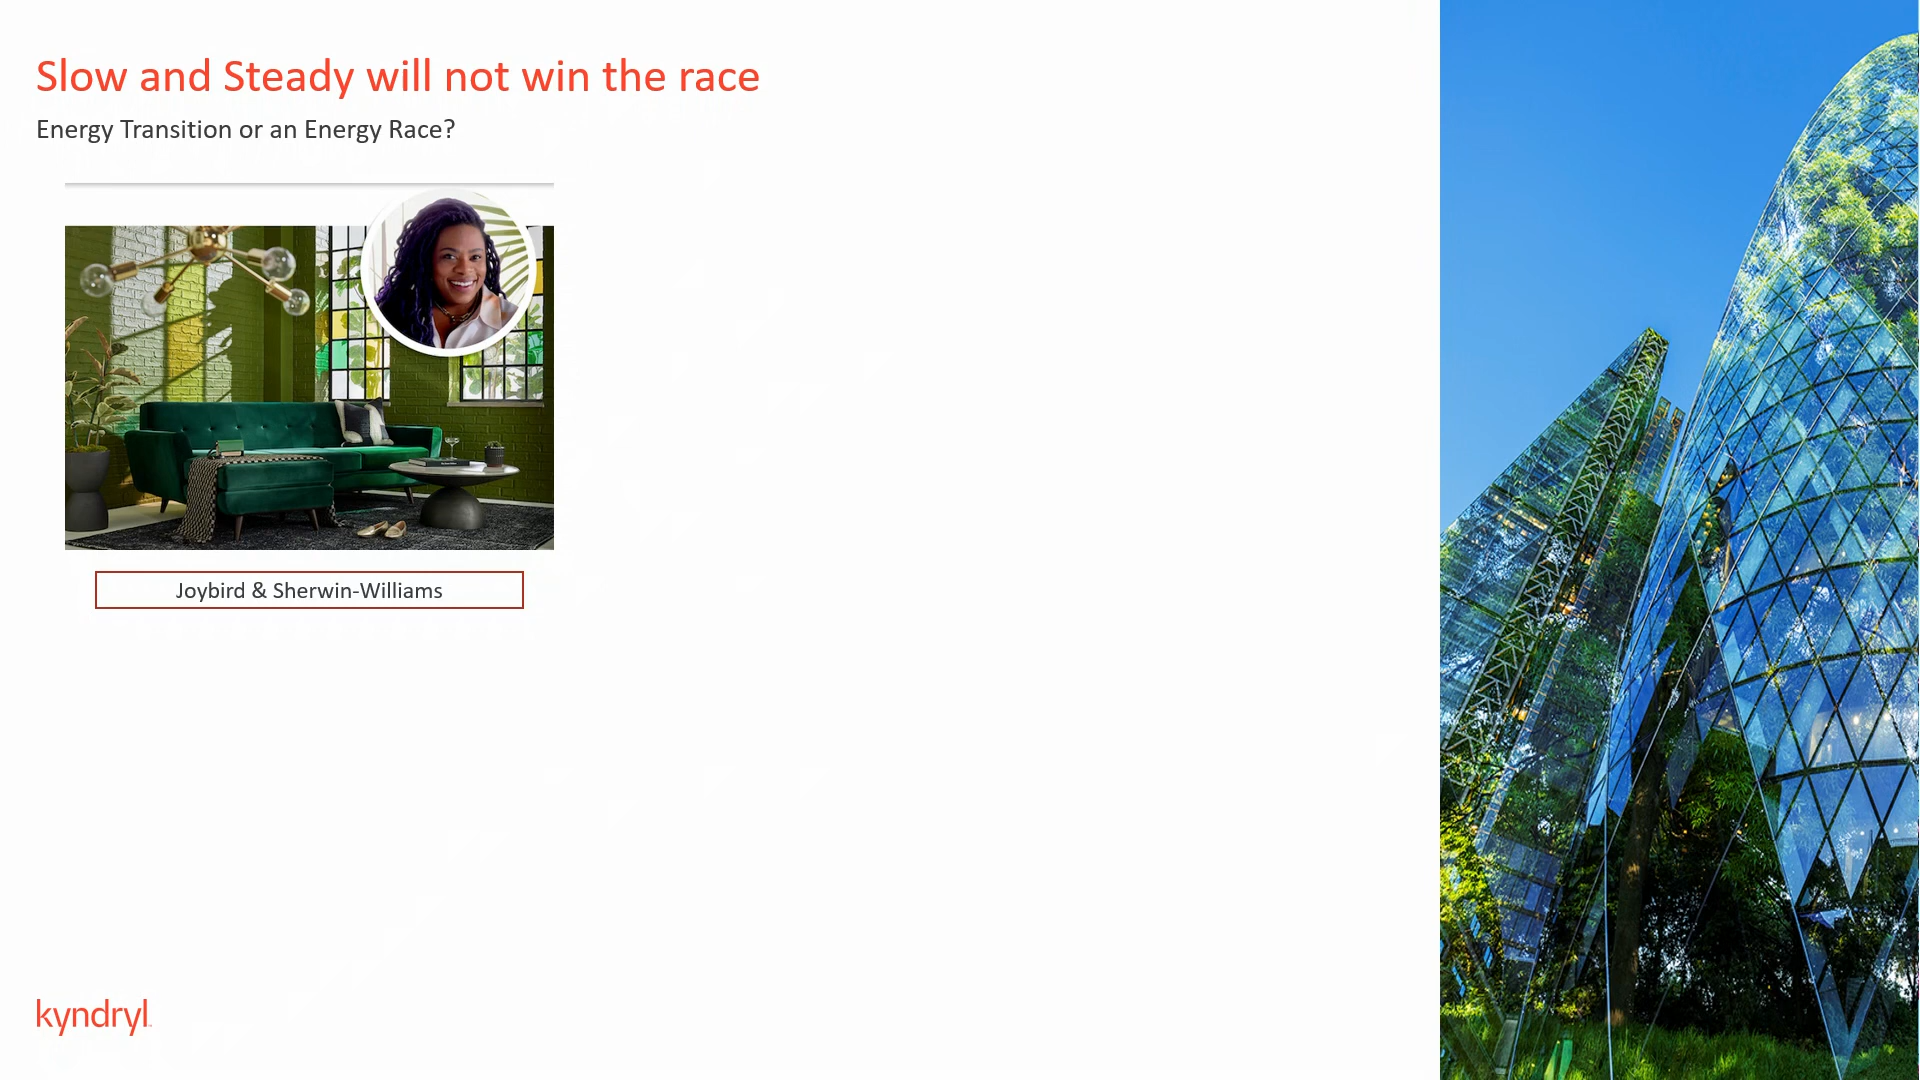 Slow and Steady will not win the race
Energy Transition or an Energy Race?
Joybird & Sherwin-Williams
kyndryl